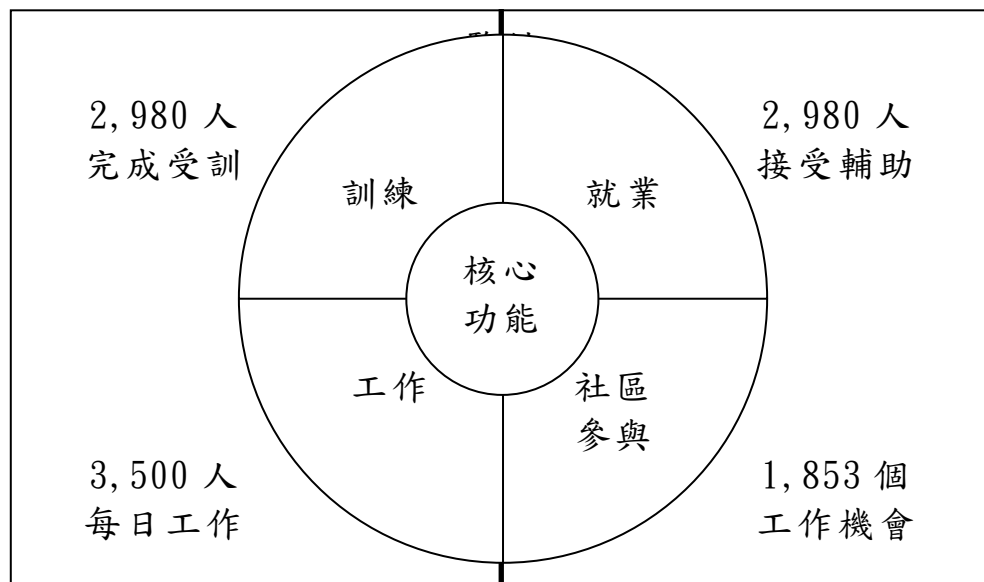 2,980 人
完成受訓
2,980 人
接受輔助
訓練
就業
核心
功能
工作
社區
參與
3,500 人
每日工作
1,853 個
工作機會